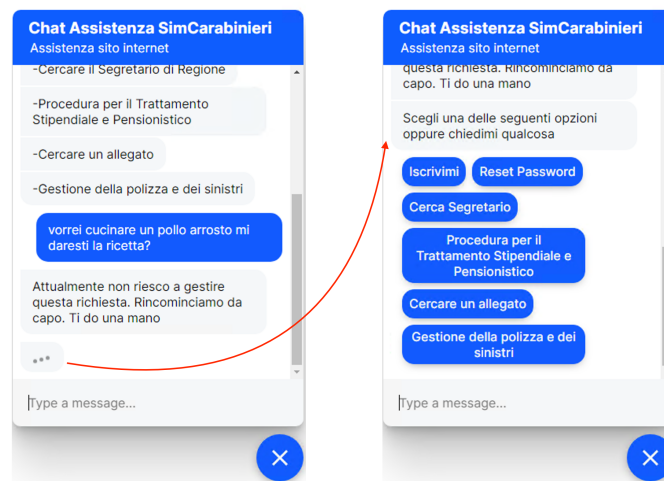 Chat Assistenza SimCarabinieri
Assistenza sito internet
-Cercare il Segretario di Regione
-Procedura per il Trattamento
Stipendiale e Pensionistico
-Cercare un allegato
-Gestione della polizza e dei sinistri
vorrei cucinare un pollo arrosto mi
daresti la ricetta?
Attualmente non riesco a gestire
questa richiesta. Rincominciamo da
capo. Ti do una mano
Type a message...
Chat Assistenza SimCarabinieri
Assistenza sito internet
questa richiesta. Rincominciamo da
capo. Ti do una mano
Scegli una delle seguenti opzioni
oppure chiedimi qualcosa
Iscrivimi
Reset Password
Cerca Segretario
Procedura per il
Trattamento Stipendiale e
Pensionistico
Cercare un allegato
Gestione della polizza e dei
sinistri
Type a message...